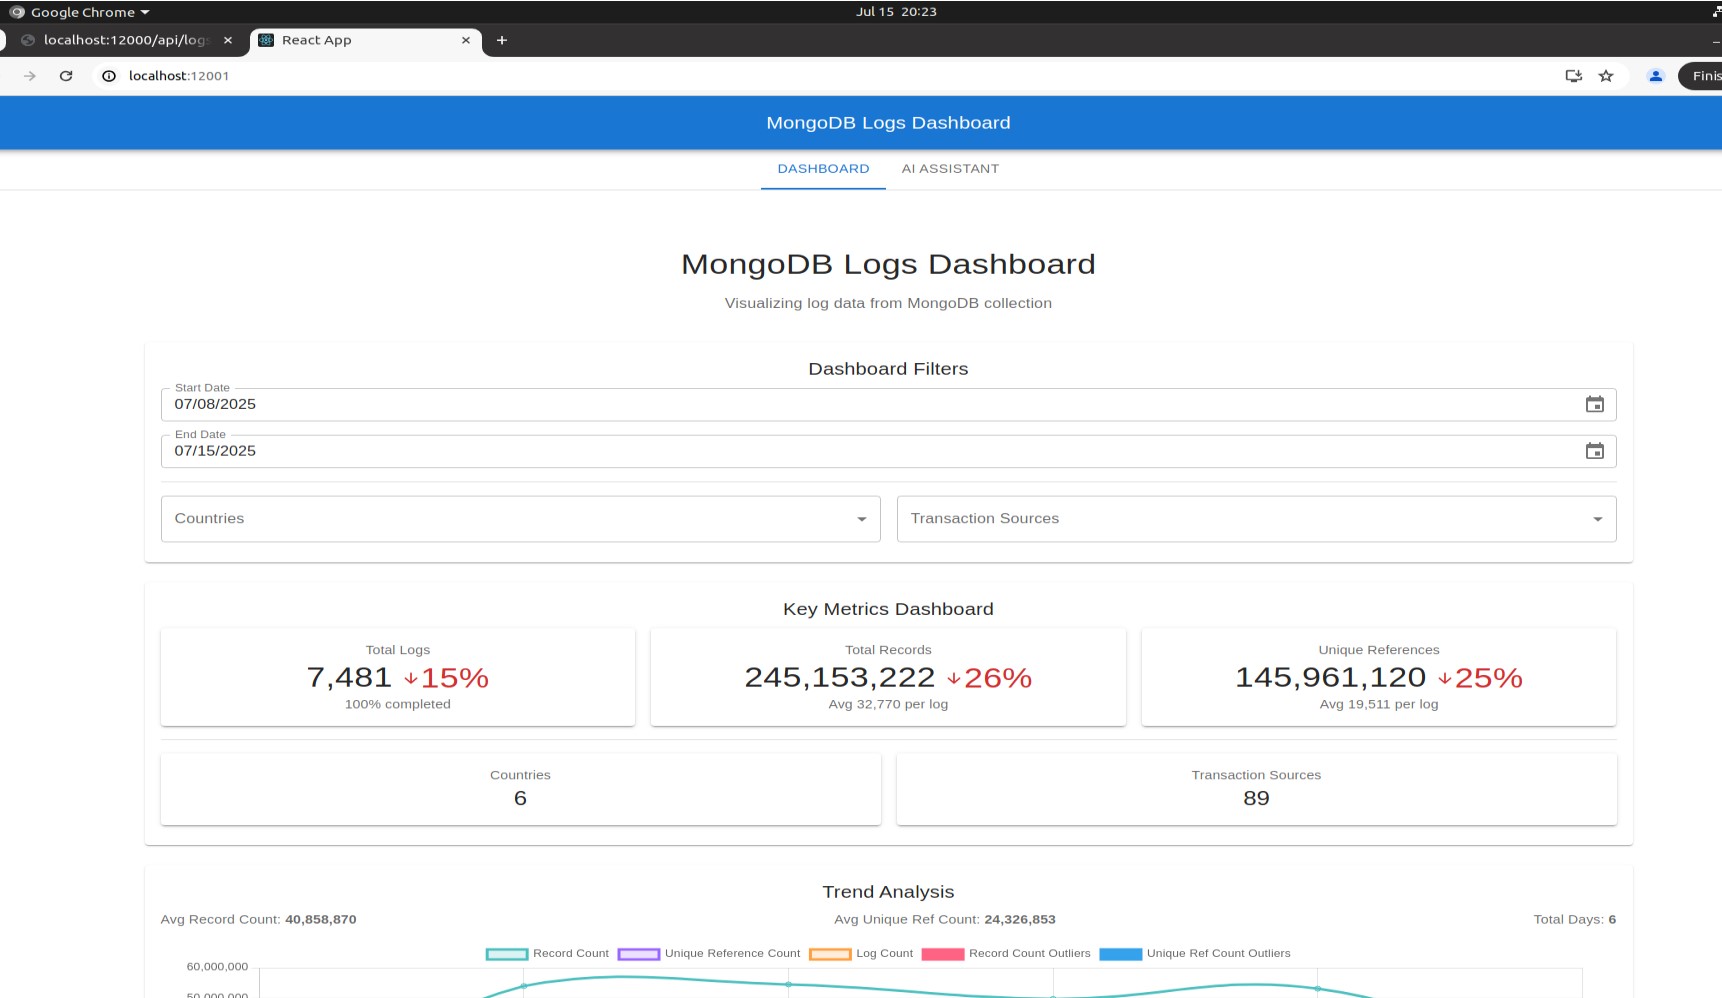 Google Chrome
Jul 15 20:23
localhost:12000/api/logs
React App
localhost:12001
Finis
MongoDB Logs Dashboard
DASHBOARD
AI ASSISTANT
MongoDB Logs Dashboard
Visualizing log data from MongoDB collection
Dashboard Filters
Start Date
07/08/2025
End Date
07/15/2025
Countries
Transaction Sources
Key Metrics Dashboard
Total Logs
7,481 ↓15%
100% completed
Total Records
245,153,222 ↓26%
Avg 32,770 per log
Unique References
145,961,120 ↓25%
Avg 19,511 per log
Countries
6
Transaction Sources
89
Trend Analysis
Avg Record Count: 40,858,870
Avg Unique Ref Count: 24,326,853
Total Days: 6
Record Count
Unique Reference Count
Log Count
Record Count Outliers
Unique Ref Count Outliers
60,000,000
50,000,000